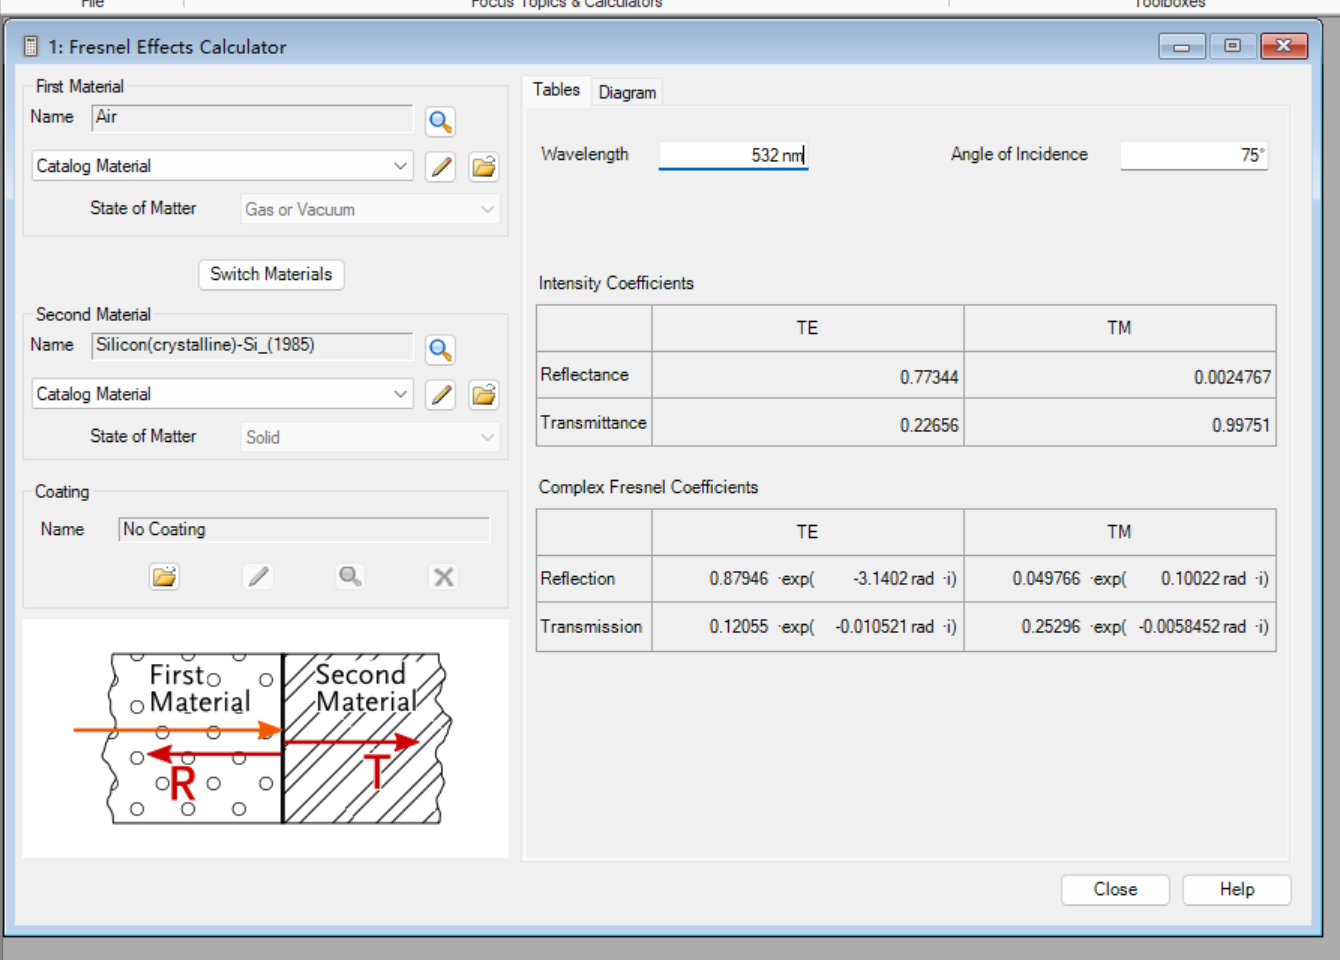 File Focus Topics & Calculators Toolboxes
1: Fresnel Effects Calculator
First Material
Name Air
Catalog Material
State of Matter Gas or Vacuum
Switch Materials
Second Material
Name Silicon(crystalline)-Si_(1985)
Catalog Material
State of Matter Solid
Coating
Name No Coating
First Material
Second Material
R
T
Tables Diagram
Wavelength 532 nm Angle of Incidence 75°
Intensity Coefficients
TE TM
Reflectance 0.77344 0.0024767
Transmittance 0.22656 0.99751
Complex Fresnel Coefficients
TE TM
Reflection 0.87946 ·exp( -3.1402 rad ·i) 0.049766 ·exp( 0.10022 rad ·i)
Transmission 0.12055 ·exp( -0.010521 rad ·i) 0.25296 ·exp( -0.0058452 rad ·i)
Close Help